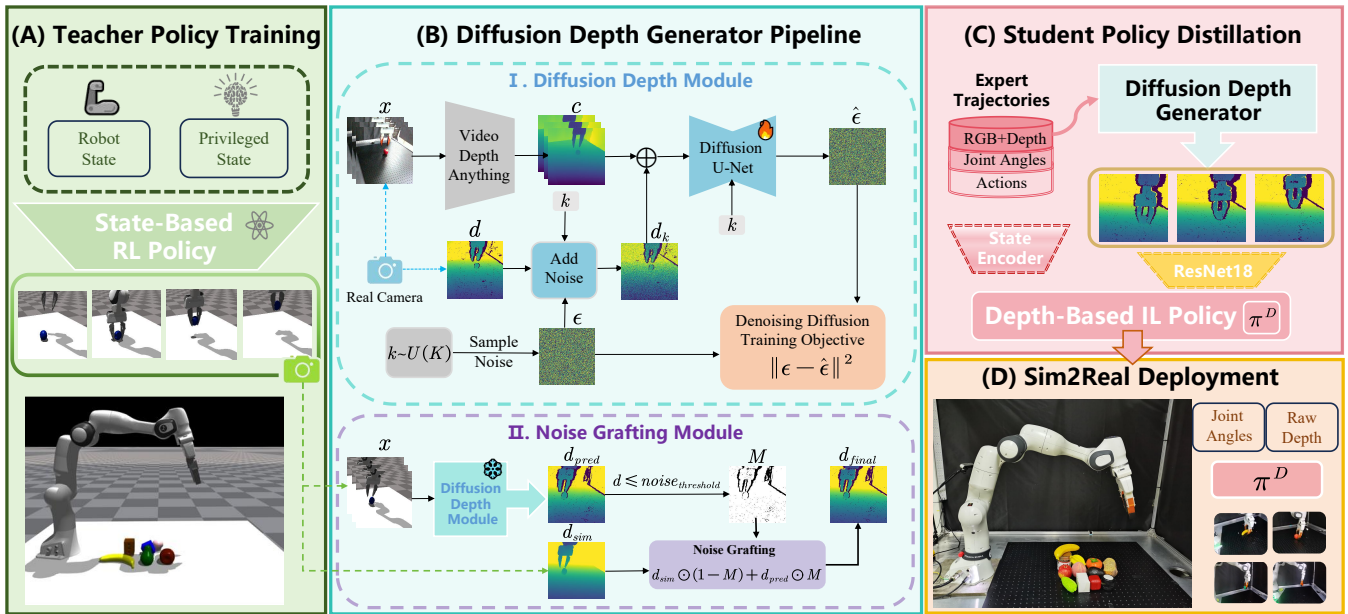 (A) Teacher Policy Training
Robot
State
Privileged
State
State-Based
RL Policy
(B) Diffusion Depth Generator Pipeline
I. Diffusion Depth Module
x
Video
Depth
Anything
c
k
Diffusion
U-Net
k
ε̂
d
Add
Noise
d_k
Real Camera
ϵ
k~U(K)
Sample
Noise
Denoising Diffusion
Training Objective
‖ϵ − ϵ̂‖²
II. Noise Grafting Module
x
Diffusion
Depth
Module
d_pred
d ⩽ noise_threshold
M
d_final
d_sim
Noise Grafting
d_sim ⊙ (1 − M) + d_pred ⊙ M
(C) Student Policy Distillation
Expert
Trajectories
RGB+Depth
Joint Angles
Actions
Diffusion Depth
Generator
State
Encoder
ResNet18
Depth-Based IL Policy π^D
(D) Sim2Real Deployment
Joint
Angles
Raw
Depth
π^D